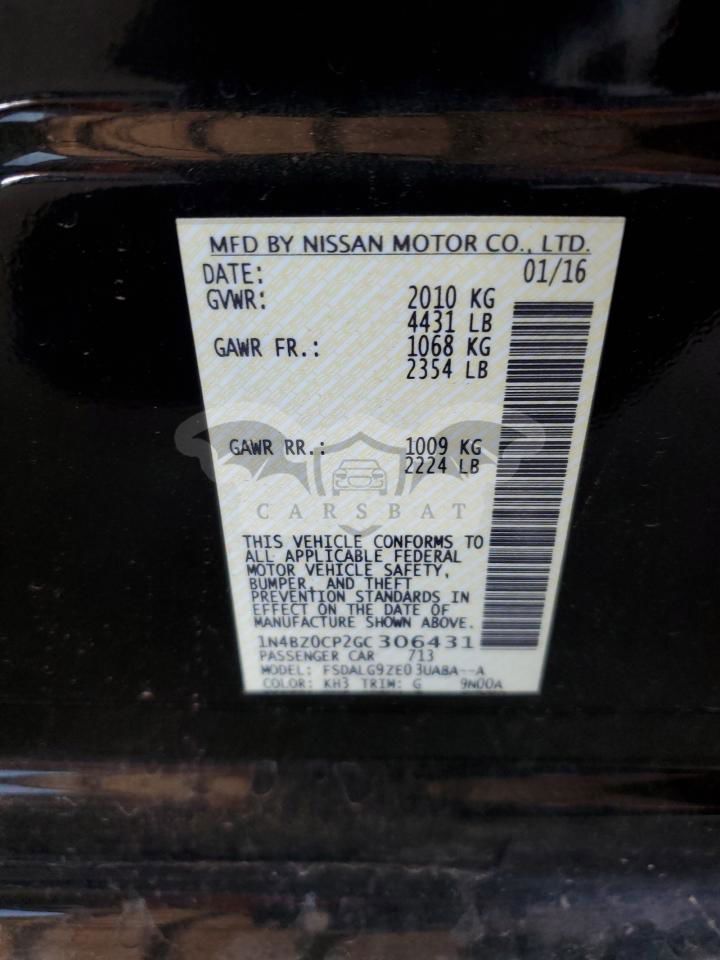 MFD BY NISSAN MOTOR CO., LTD.
DATE: 01/16
GVWR: 2010 KG
4431 LB
GAWR FR.: 1068 KG
2354 LB
GAWR RR.: 1009 KG
2224 LB
CARSBAT
THIS VEHICLE CONFORMS TO
ALL APPLICABLE FEDERAL
MOTOR VEHICLE SAFETY,
BUMPER, AND THEFT
PREVENTION STANDARDS IN
EFFECT ON THE DATE OF
MANUFACTURE SHOWN ABOVE.
1N4BZ0CP2GC306431
PASSENGER CAR 713
MODEL: FSDALG9ZE03UABA--A
COLOR: KH3 TRIM: G 9N00A